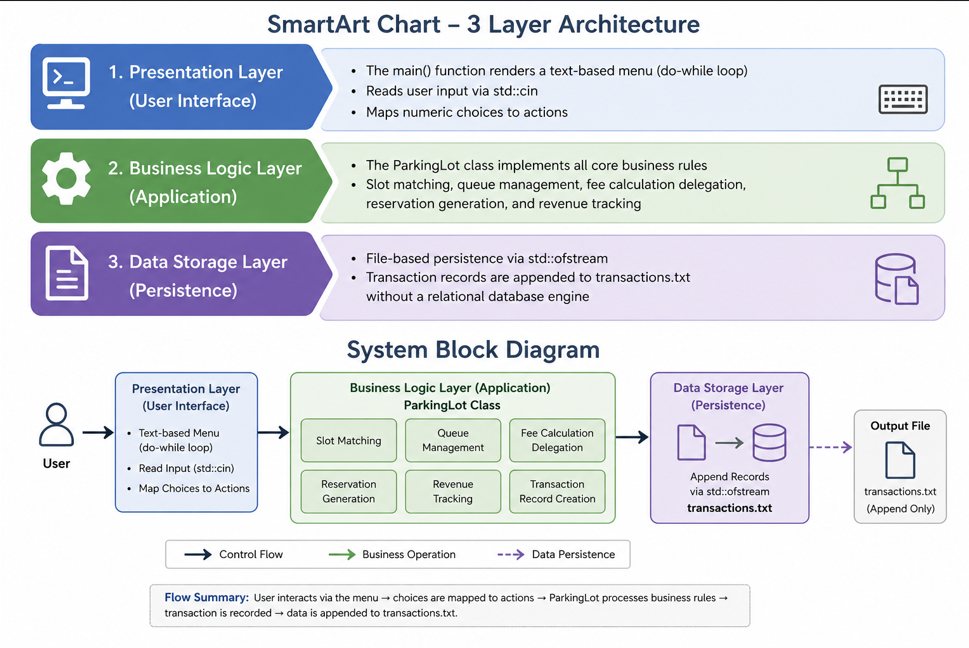 SmartArt Chart – 3 Layer Architecture
1. Presentation Layer
(User Interface)
• The main() function renders a text-based menu (do-while loop)
• Reads user input via std::cin
• Maps numeric choices to actions
2. Business Logic Layer
(Application)
• The ParkingLot class implements all core business rules
• Slot matching, queue management, fee calculation delegation,
reservation generation, and revenue tracking
3. Data Storage Layer
(Persistence)
• File-based persistence via std::ofstream
• Transaction records are appended to transactions.txt
without a relational database engine
System Block Diagram
User
Presentation Layer
(User Interface)
• Text-based Menu
(do-while loop)
• Read Input (std::cin)
• Map Choices to Actions
Business Logic Layer (Application)
ParkingLot Class
Slot Matching
Queue
Management
Fee Calculation
Delegation
Reservation
Generation
Revenue
Tracking
Transaction
Record Creation
Data Storage Layer
(Persistence)
Append Records
via std::ofstream
transactions.txt
Output File
transactions.txt
(Append Only)
Control Flow
Business Operation
Data Persistence
Flow Summary: User interacts via the menu → choices are mapped to actions → ParkingLot processes business rules →
transaction is recorded → data is appended to transactions.txt.